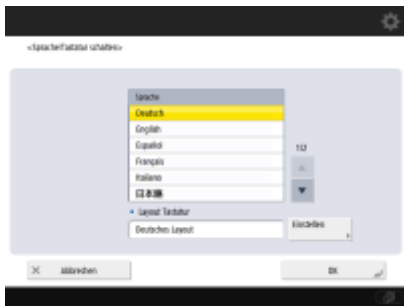 <Sprache/Tastatur schalten>
Sprache
Deutsch
English
Español
Français
Italiano
日本語
1/2
Layout Tastatur
Deutsches Layout
Einstellen
Abbrechen
OK